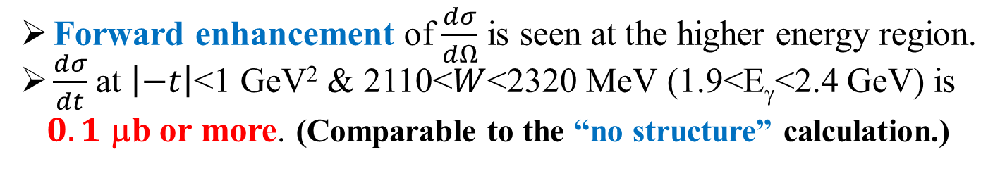 ➢ Forward enhancement of dσ/dΩ is seen at the higher energy region.
➢ dσ/dt at |−t|<1 GeV² & 2110<W<2320 MeV (1.9<Eᵧ<2.4 GeV) is
0.1 μb or more. (Comparable to the “no structure” calculation.)